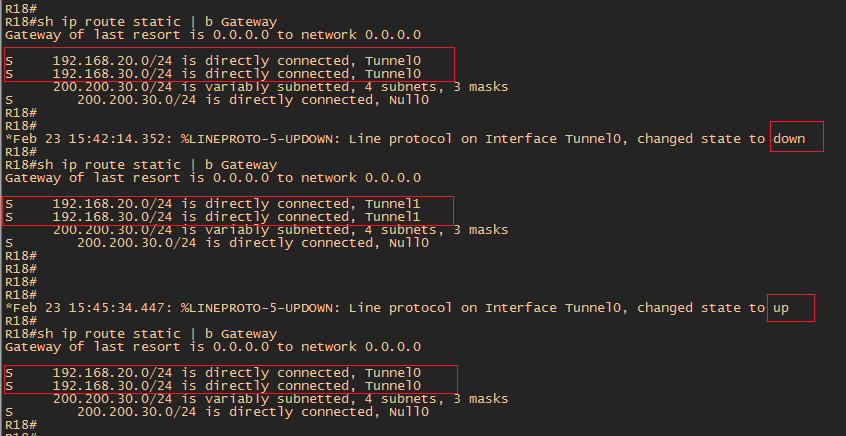 R18#
R18#sh ip route static | b Gateway
Gateway of last resort is 0.0.0.0 to network 0.0.0.0
S 192.168.20.0/24 is directly connected, Tunnel0
S 192.168.30.0/24 is directly connected, Tunnel0
200.200.30.0/24 is variably subnetted, 4 subnets, 3 masks
S 200.200.30.0/24 is directly connected, Null0
R18#
R18#
*Feb 23 15:42:14.352: %LINEPROTO-5-UPDOWN: Line protocol on Interface Tunnel0, changed state to down
R18#
R18#sh ip route static | b Gateway
Gateway of last resort is 0.0.0.0 to network 0.0.0.0
S 192.168.20.0/24 is directly connected, Tunnel1
S 192.168.30.0/24 is directly connected, Tunnel1
200.200.30.0/24 is variably subnetted, 4 subnets, 3 masks
S 200.200.30.0/24 is directly connected, Null0
R18#
R18#
R18#
R18#
*Feb 23 15:45:34.447: %LINEPROTO-5-UPDOWN: Line protocol on Interface Tunnel0, changed state to up
R18#
R18#sh ip route static | b Gateway
Gateway of last resort is 0.0.0.0 to network 0.0.0.0
S 192.168.20.0/24 is directly connected, Tunnel0
S 192.168.30.0/24 is directly connected, Tunnel0
200.200.30.0/24 is variably subnetted, 4 subnets, 3 masks
S 200.200.30.0/24 is directly connected, Null0
R18#
R18#